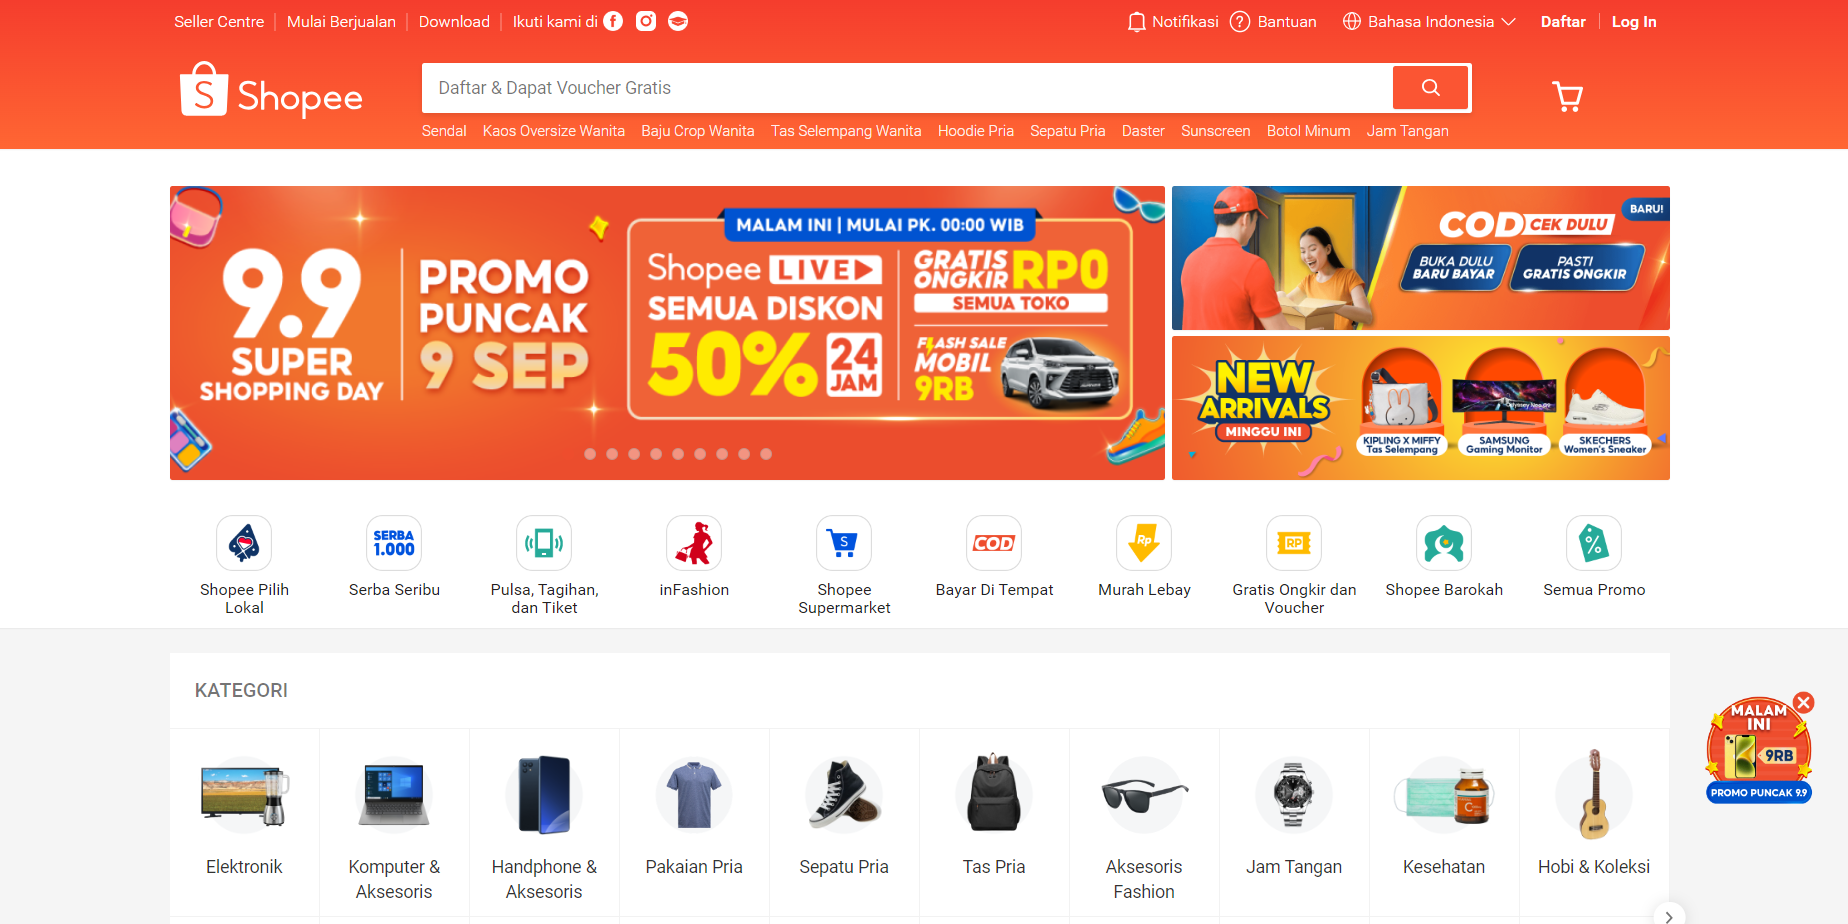 Seller Centre
Mulai Berjualan
Download
Ikuti kami di
Notifikasi
Bantuan
Bahasa Indonesia
Daftar
Log In
S
Shopee
Daftar & Dapat Voucher Gratis
Sendal
Kaos Oversize Wanita
Baju Crop Wanita
Tas Selempang Wanita
Hoodie Pria
Sepatu Pria
Daster
Sunscreen
Botol Minum
Jam Tangan
9.9
SUPER
SHOPPING DAY
PROMO
PUNCAK
9 SEP
MALAM INI | MULAI PK. 00:00 WIB
Shopee LIVE
SEMUA DISKON
50% 24
JAM
GRATIS
ONGKIR RP0
SEMUA TOKO
FLASH SALE
MOBIL
9RB
BARU!
COD CEK DULU
BUKA DULU
BARU BAYAR
PASTI
GRATIS ONGKIR
NEW
ARRIVALS
MINGGU INI
KIPLING X MIFFY
Tas Selempang
SAMSUNG
Gaming Monitor
SKECHERS
Women's Sneaker
SERBA
1.000
S
COD
Rp
RP
%
Shopee Pilih
Lokal
Serba Seribu
Pulsa, Tagihan,
dan Tiket
inFashion
Shopee
Supermarket
Bayar Di Tempat
Murah Lebay
Gratis Ongkir dan
Voucher
Shopee Barokah
Semua Promo
KATEGORI
Elektronik
Komputer &
Aksesoris
Handphone &
Aksesoris
Pakaian Pria
Sepatu Pria
Tas Pria
Aksesoris
Fashion
Jam Tangan
Kesehatan
Hobi & Koleksi
MALAM
INI
9RB
PROMO PUNCAK 9.9